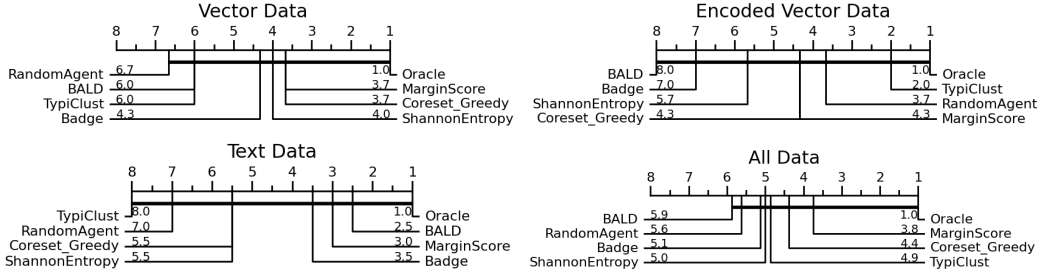 Vector Data
8 7 6 5 4 3 2 1
RandomAgent 6.7 1.0 Oracle
BALD 6.0 3.7 MarginScore
TypiClust 6.0 3.7 Coreset_Greedy
Badge 4.3 4.0 ShannonEntropy
Encoded Vector Data
8 7 6 5 4 3 2 1
BALD 8.0 1.0 Oracle
Badge 7.0 2.0 TypiClust
ShannonEntropy 5.7 3.7 RandomAgent
Coreset_Greedy 4.3 4.3 MarginScore
Text Data
8 7 6 5 4 3 2 1
TypiClust 8.0 1.0 Oracle
RandomAgent 7.0 2.5 BALD
Coreset_Greedy 5.5 3.0 MarginScore
ShannonEntropy 5.5 3.5 Badge
All Data
8 7 6 5 4 3 2 1
BALD 5.9 1.0 Oracle
RandomAgent 5.6 3.8 MarginScore
Badge 5.1 4.4 Coreset_Greedy
ShannonEntropy 5.0 4.9 TypiClust